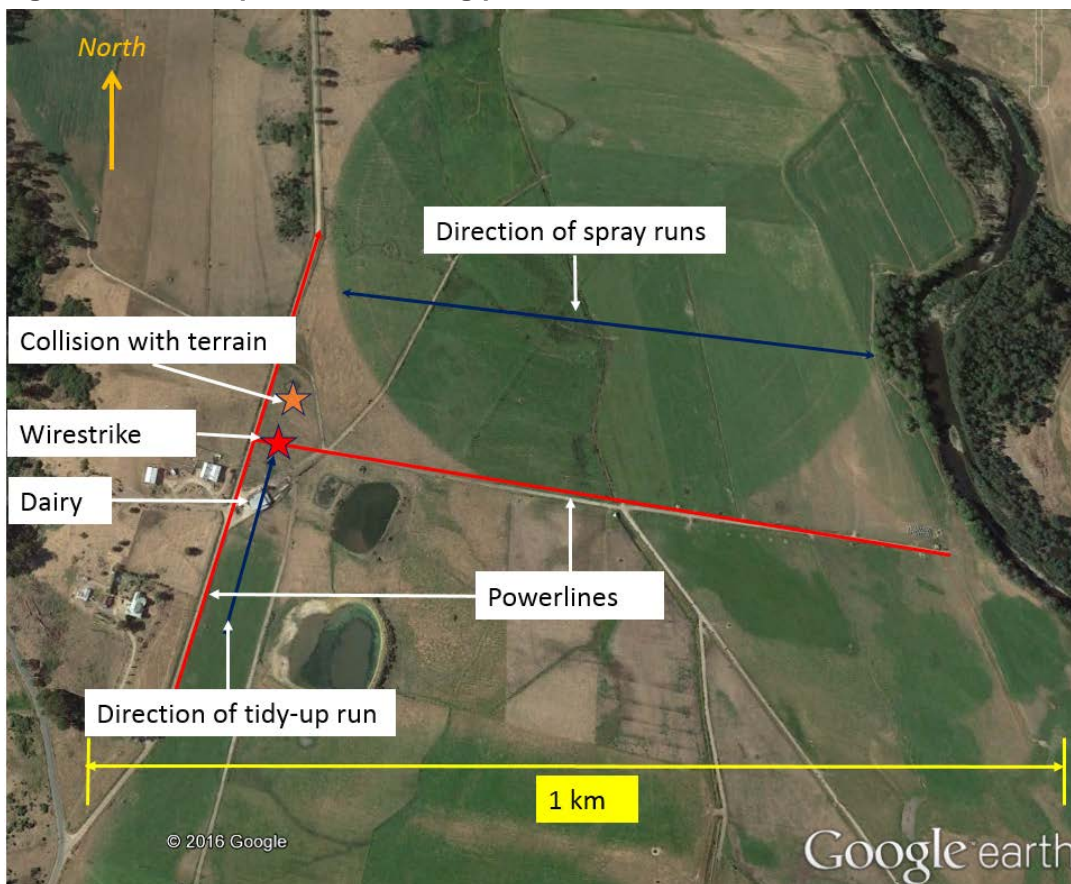 North
Direction of spray runs
Collision with terrain
Wirestrike
Dairy
Powerlines
Direction of tidy-up run
1 km
© 2016 Google
Google earth